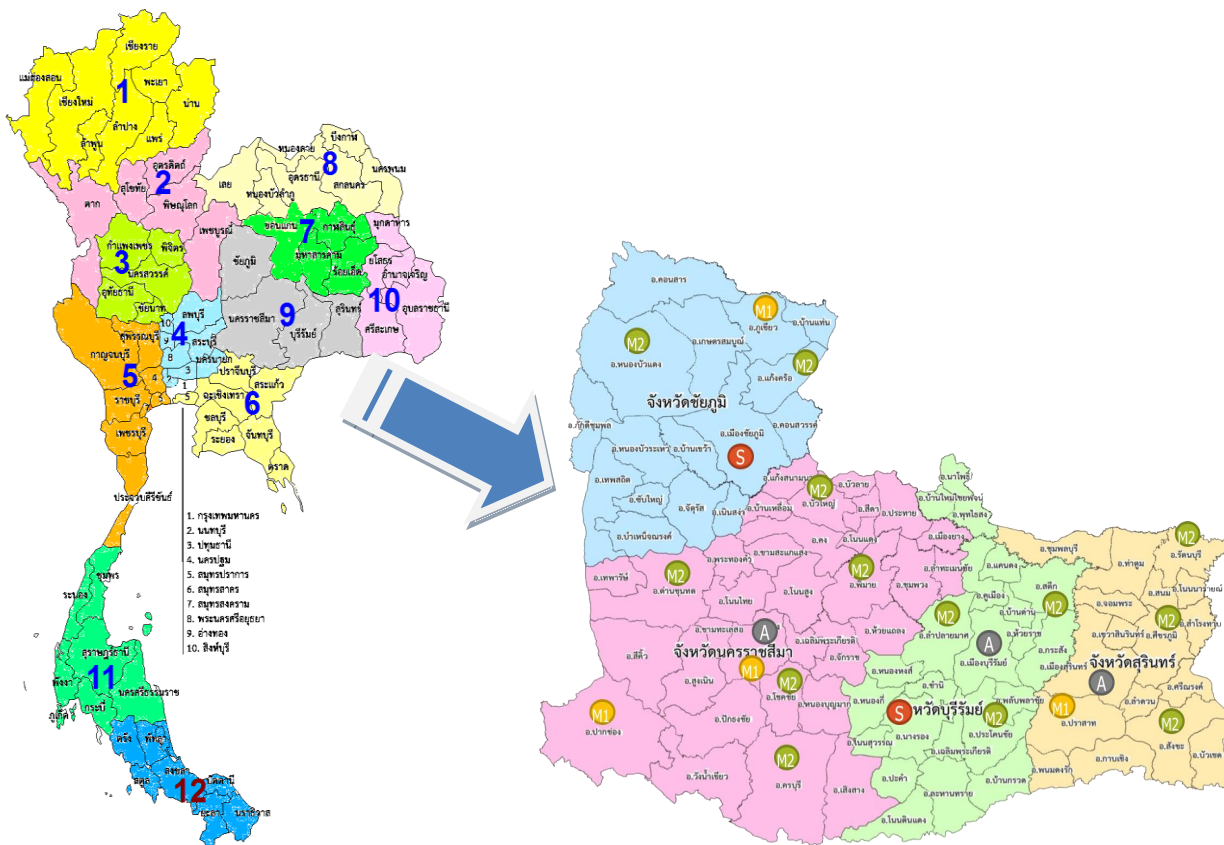 เชียงราย
แม่ฮ่องสอน
พะเยา
1
เชียงใหม่
น่าน
ลำปาง
แพร่
ลำพูน
อุตรดิตถ์
2
สุโขทัย
ตาก
พิษณุโลก
เพชรบูรณ์
กำแพงเพชร
พิจิตร
3
นครสวรรค์
อุทัยธานี
ชัยนาท
บึงกาฬ
หนองคาย
8
นครพนม
เลย
อุดรธานี
สกลนคร
หนองบัวลำภู
ขอนแก่น
7
กาฬสินธุ์
มุกดาหาร
มหาสารคาม
ร้อยเอ็ด
ยโสธร
อำนาจเจริญ
10
อุบลราชธานี
ศรีสะเกษ
ชัยภูมิ
นครราชสีมา
9
สุรินทร์
บุรีรัมย์
ลพบุรี
10
4
9
สระบุรี
8
นครนายก
3
สุพรรณบุรี
กาญจนบุรี
5
4
2
1
5
ราชบุรี
เพชรบุรี
ประจวบคีรีขันธ์
ปราจีนบุรี
สระแก้ว
ฉะเชิงเทรา
6
ชลบุรี
ระยอง
จันทบุรี
ตราด
1. กรุงเทพมหานคร
2. นนทบุรี
3. ปทุมธานี
4. นครปฐม
5. สมุทรปราการ
6. สมุทรสาคร
7. สมุทรสงคราม
8. พระนครศรีอยุธยา
9. อ่างทอง
10. สิงห์บุรี
ชุมพร
ระนอง
สุราษฎร์ธานี
พังงา
11
นครศรีธรรมราช
ภูเก็ต
กระบี่
ตรัง
พัทลุง
สงขลา
สตูล
12
ปัตตานี
ยะลา
นราธิวาส
อ.คอนสาร
M1
อ.ภูเขียว
อ.บ้านแท่น
อ.เกษตรสมบูณ์
M2
อ.หนองบัวแดง
M2
อ.แก้งคร้อ
จังหวัดชัยภูมิ
อ.ภักดีชุมพล
อ.เมืองชัยภูมิ
อ.คอนสวรรค์
อ.หนองบัวระเหว
อ.บ้านเขว้า
S
อ.เทพสถิต
อ.ซับใหญ่
อ.จัตุรัส
อ.เนินสง่า
อ.บำเหน็จณรงค์
อ.แก้งสนามนาง
M2
อ.บัวลาย
อ.บ้านเหลื่อม
อ.บัวใหญ่
อ.สีดา
อ.ประทาย
อ.คง
อ.โนนแดง
อ.เมืองยาง
อ.พระทองคำ
อ.ขามสะแกแสง
อ.ลำทะเมนชัย
อ.เทพารักษ์
M2
อ.ด่านขุนทด
M2
อ.พิมาย
อ.ชุมพวง
อ.โนนไทย
อ.โนนสูง
อ.ขามทะเลสอ
A
อ.เฉลิมพระเกียรติ
อ.ห้วยแถลง
จังหวัดนครราชสีมา
อ.สีคิ้ว
อ.จักราช
อ.สูงเนิน
M1
M2
อ.โชคชัย
อ.หนองบุญมาก
M1
อ.ปากช่อง
อ.ปักธงชัย
M2
อ.วังน้ำเขียว
อ.ครบุรี
อ.เสิงสาง
อ.นาโพธิ์
อ.บ้านใหม่ไชยพจน์
อ.พุทไธสง
อ.แคนดง
อ.สตึก
อ.คูเมือง
M2
M2
อ.บ้านด่าน
อ.ลำปลายมาศ
A
อ.ห้วยราช
อ.กระสัง
อ.เมืองบุรีรัมย์
อ.หนองหงส์
อ.ชำนิ
อ.หนองกี่
อ.พลับพลาชัย
S
หวัดบุรีรัมย์
M2
อ.นางรอง
อ.ประโคนชัย
อ.โนนสุวรรณ
อ.เฉลิมพระเกียรติ
อ.ปะคำ
อ.บ้านกรวด
อ.ละหานทราย
อ.โนนดินแดง
M2
อ.รัตนบุรี
อ.ชุมพลบุรี
อ.ท่าตูม
อ.สนม
อ.โนนนารายณ์
อ.จอมพระ
M2
อ.สำโรงทาบ
อ.เขวาสินรินทร์
อ.ศีขรภูมิ
อ.เมืองสุรินทร์
จังหวัดสุรินทร์
A
อ.ศรีณรงค์
M1
อ.ลำดวน
อ.ปราสาท
M2
อ.สังขะ
อ.บัวเชด
อ.พนมดงรัก
อ.กาบเชิง